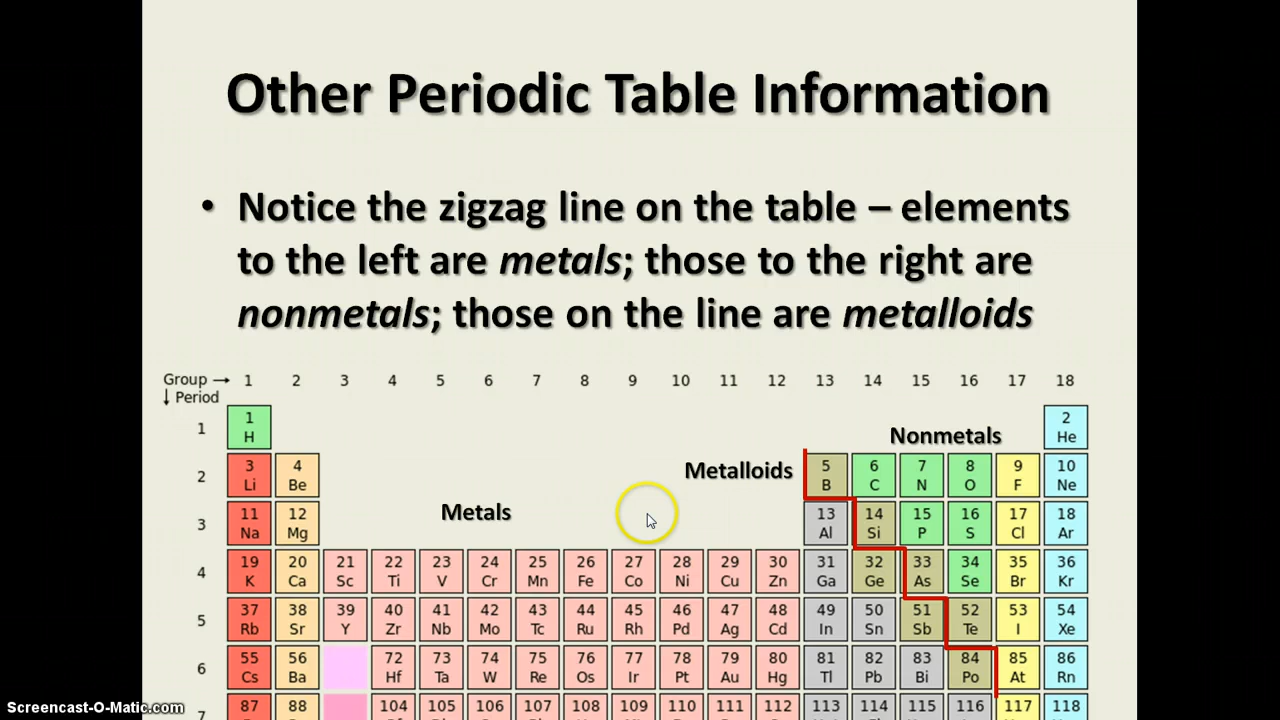 Other Periodic Table Information
• Notice the zigzag line on the table – elements
to the left are metals; those to the right are
nonmetals; those on the line are metalloids
Group → 1 2 3 4 5 6 7 8 9 10 11 12 13 14 15 16 17 18
↓ Period
1 1 2
H He
Nonmetals
Metalloids
2 3 4 5 6 7 8 9 10
Li Be B C N O F Ne
Metals
3 11 12 13 14 15 16 17 18
Na Mg Al Si P S Cl Ar
4 19 20 21 22 23 24 25 26 27 28 29 30 31 32 33 34 35 36
K Ca Sc Ti V Cr Mn Fe Co Ni Cu Zn Ga Ge As Se Br Kr
5 37 38 39 40 41 42 43 44 45 46 47 48 49 50 51 52 53 54
Rb Sr Y Zr Nb Mo Tc Ru Rh Pd Ag Cd In Sn Sb Te I Xe
6 55 56 72 73 74 75 76 77 78 79 80 81 82 83 84 85 86
Cs Ba Hf Ta W Re Os Ir Pt Au Hg Tl Pb Bi Po At Rn
7 87 88 104 105 106 107 108 109 110 111 112 113 114 115 116 117 118
Screencast-O-Matic.com